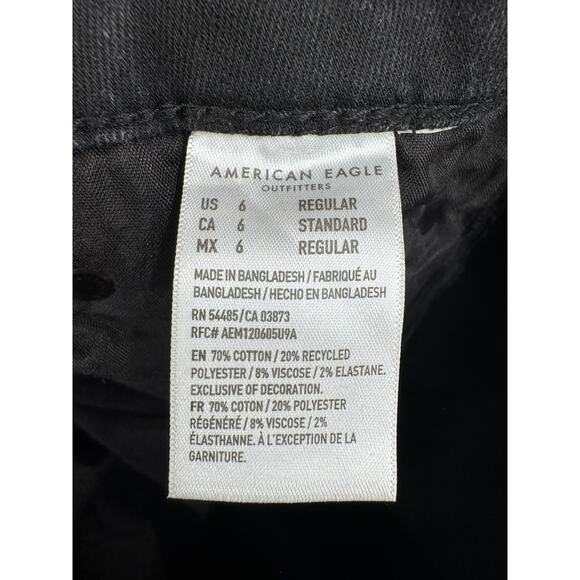 AMERICAN EAGLE
OUTFITTERS
US 6 REGULAR
CA 6 STANDARD
MX 6 REGULAR
MADE IN BANGLADESH / FABRIQUÉ AU
BANGLADESH / HECHO EN BANGLADESH
RN 54485 / CA 03873
RFC# AEM120605U9A
EN 70% COTTON / 20% RECYCLED
POLYESTER / 8% VISCOSE / 2% ELASTANE.
EXCLUSIVE OF DECORATION.
FR 70% COTON / 20% POLYESTER
RÉGÉNÉRÉ / 8% VISCOSE / 2%
ÉLASTHANNE. À L'EXCEPTION DE LA
GARNITURE.